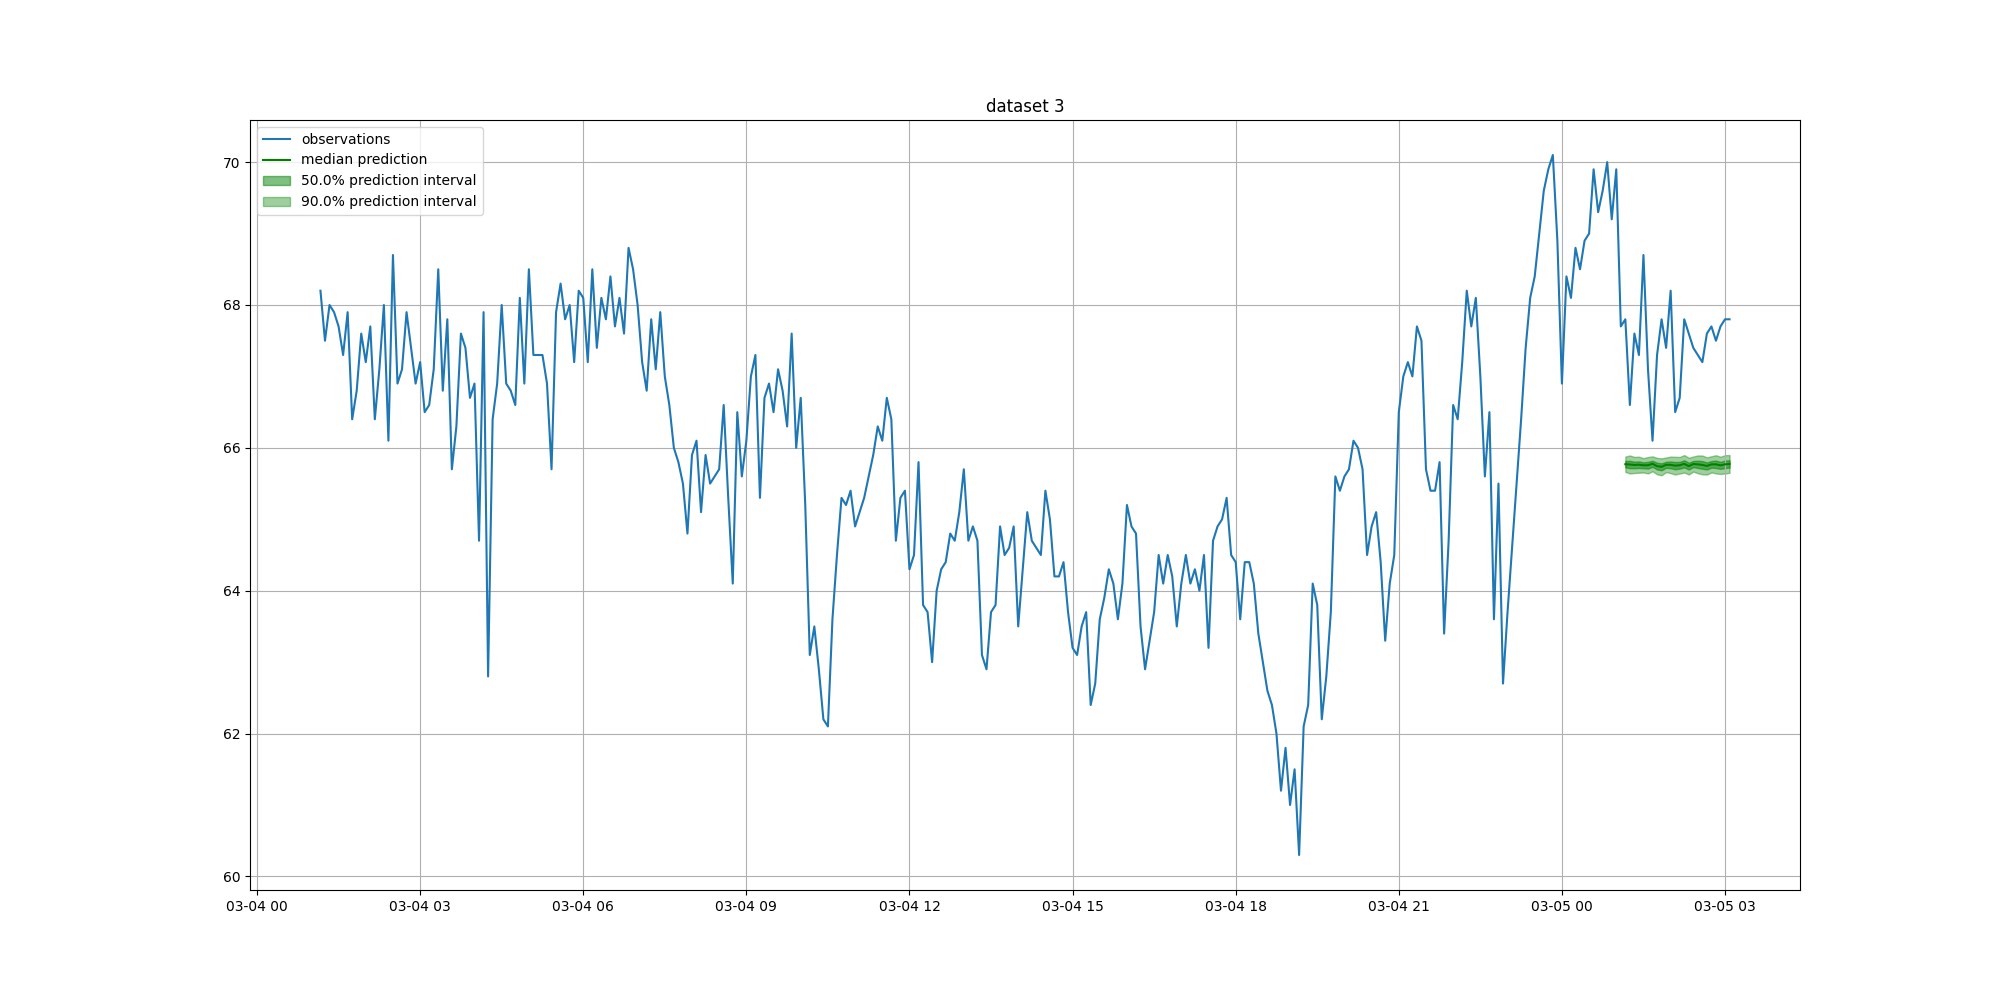 dataset 3
observations
median prediction
50.0% prediction interval
90.0% prediction interval
70
68
66
64
62
60
03-04 00 03-04 03 03-04 06 03-04 09 03-04 12 03-04 15 03-04 18 03-04 21 03-05 00 03-05 03